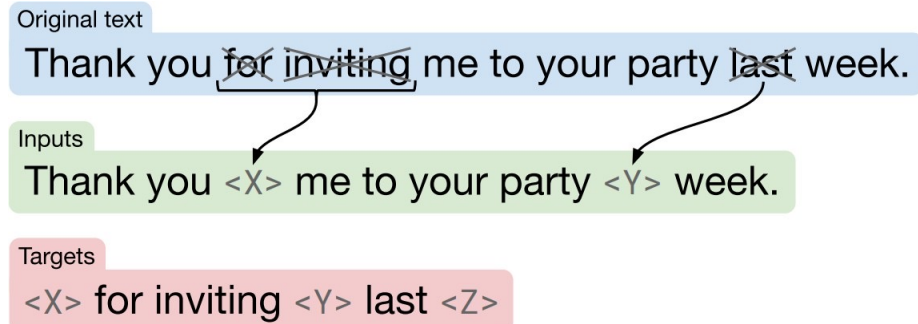 Original text
Thank you for inviting me to your party last week.
Inputs
Thank you <X> me to your party <Y> week.
Targets
<X> for inviting <Y> last <Z>